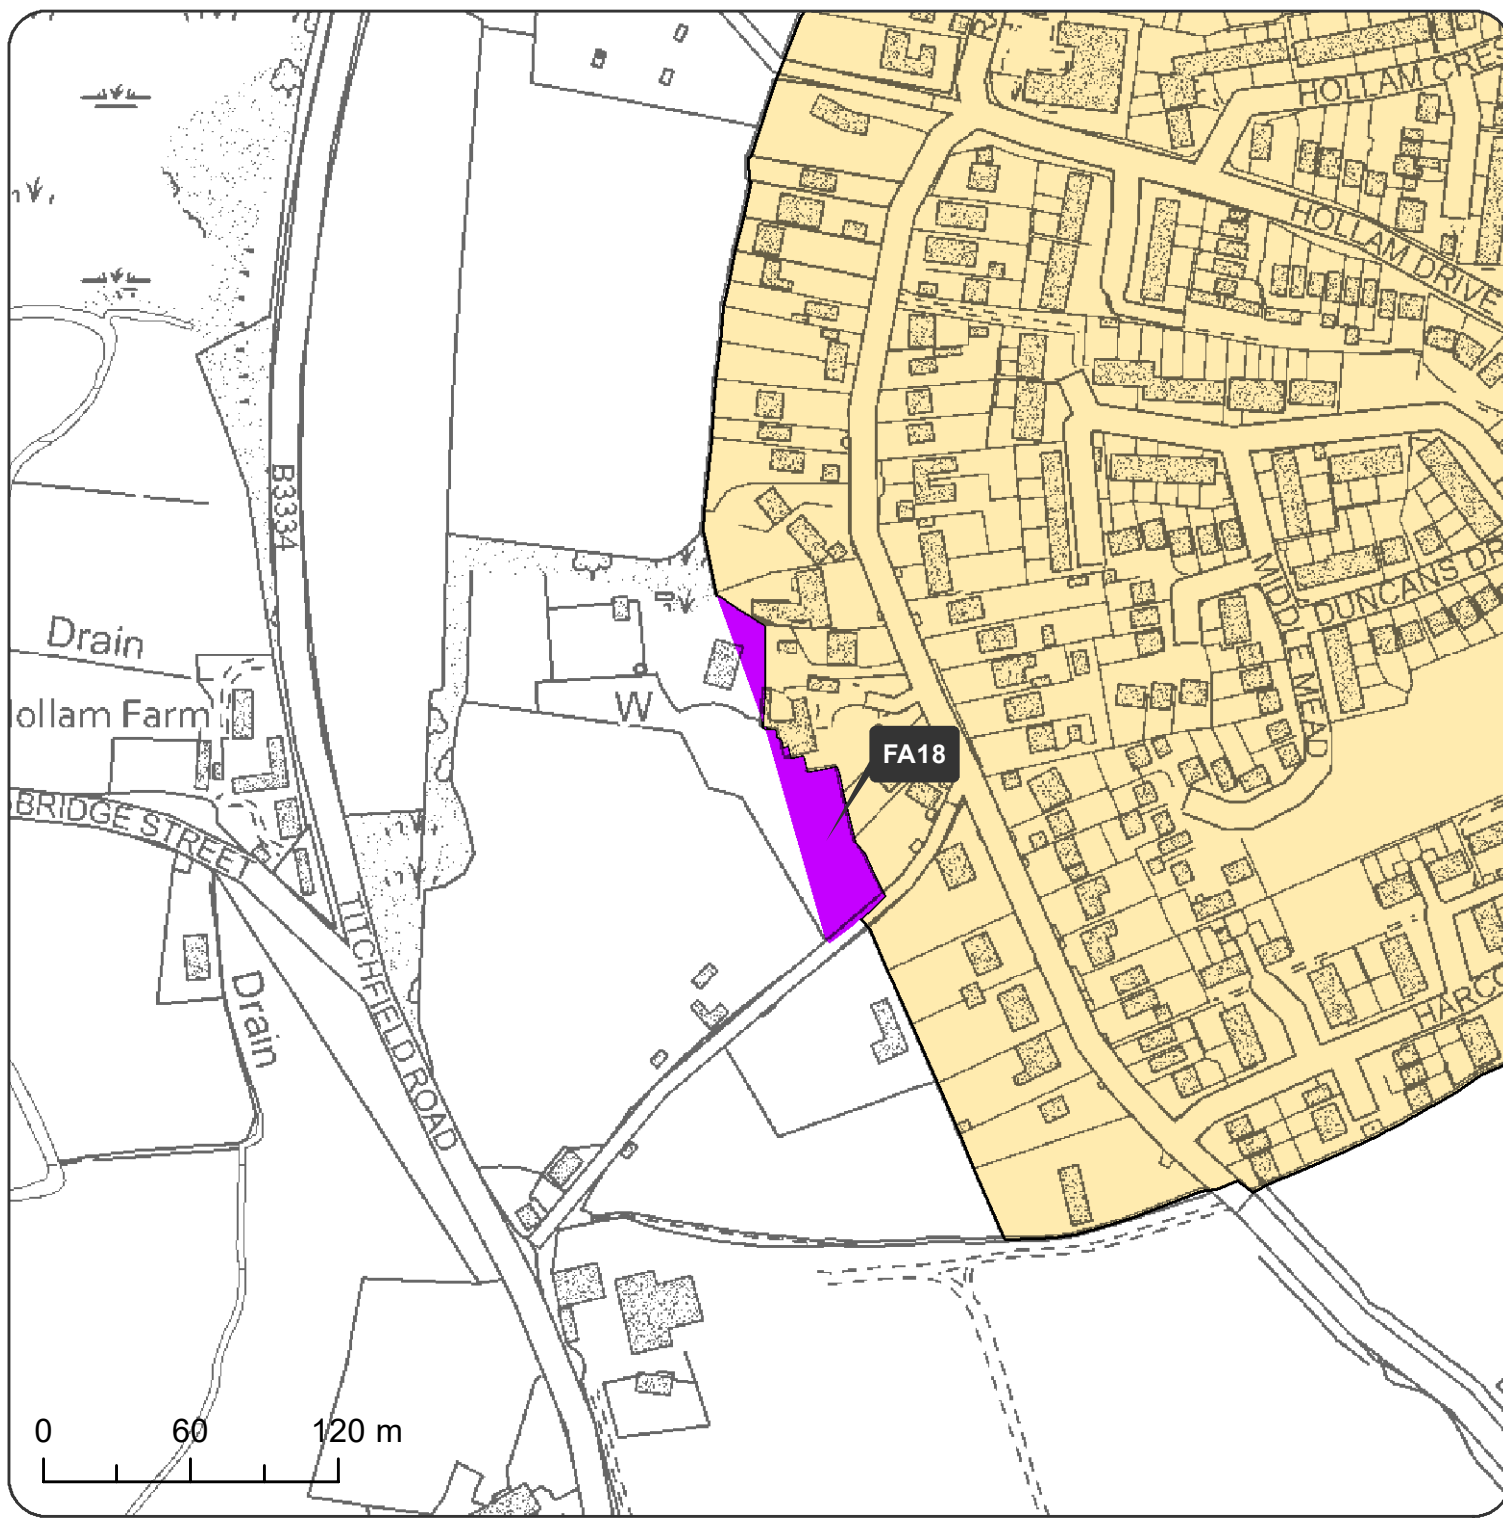 HOLLAM CRES
HOLLAM DRIVE
B3334
MIDDLE MEAD
DUNCANS DR
Drain
W
ollam Farm
FA18
BRIDGE STREET
TITCHFIELD ROAD
Drain
HARCO
0 60 120 m